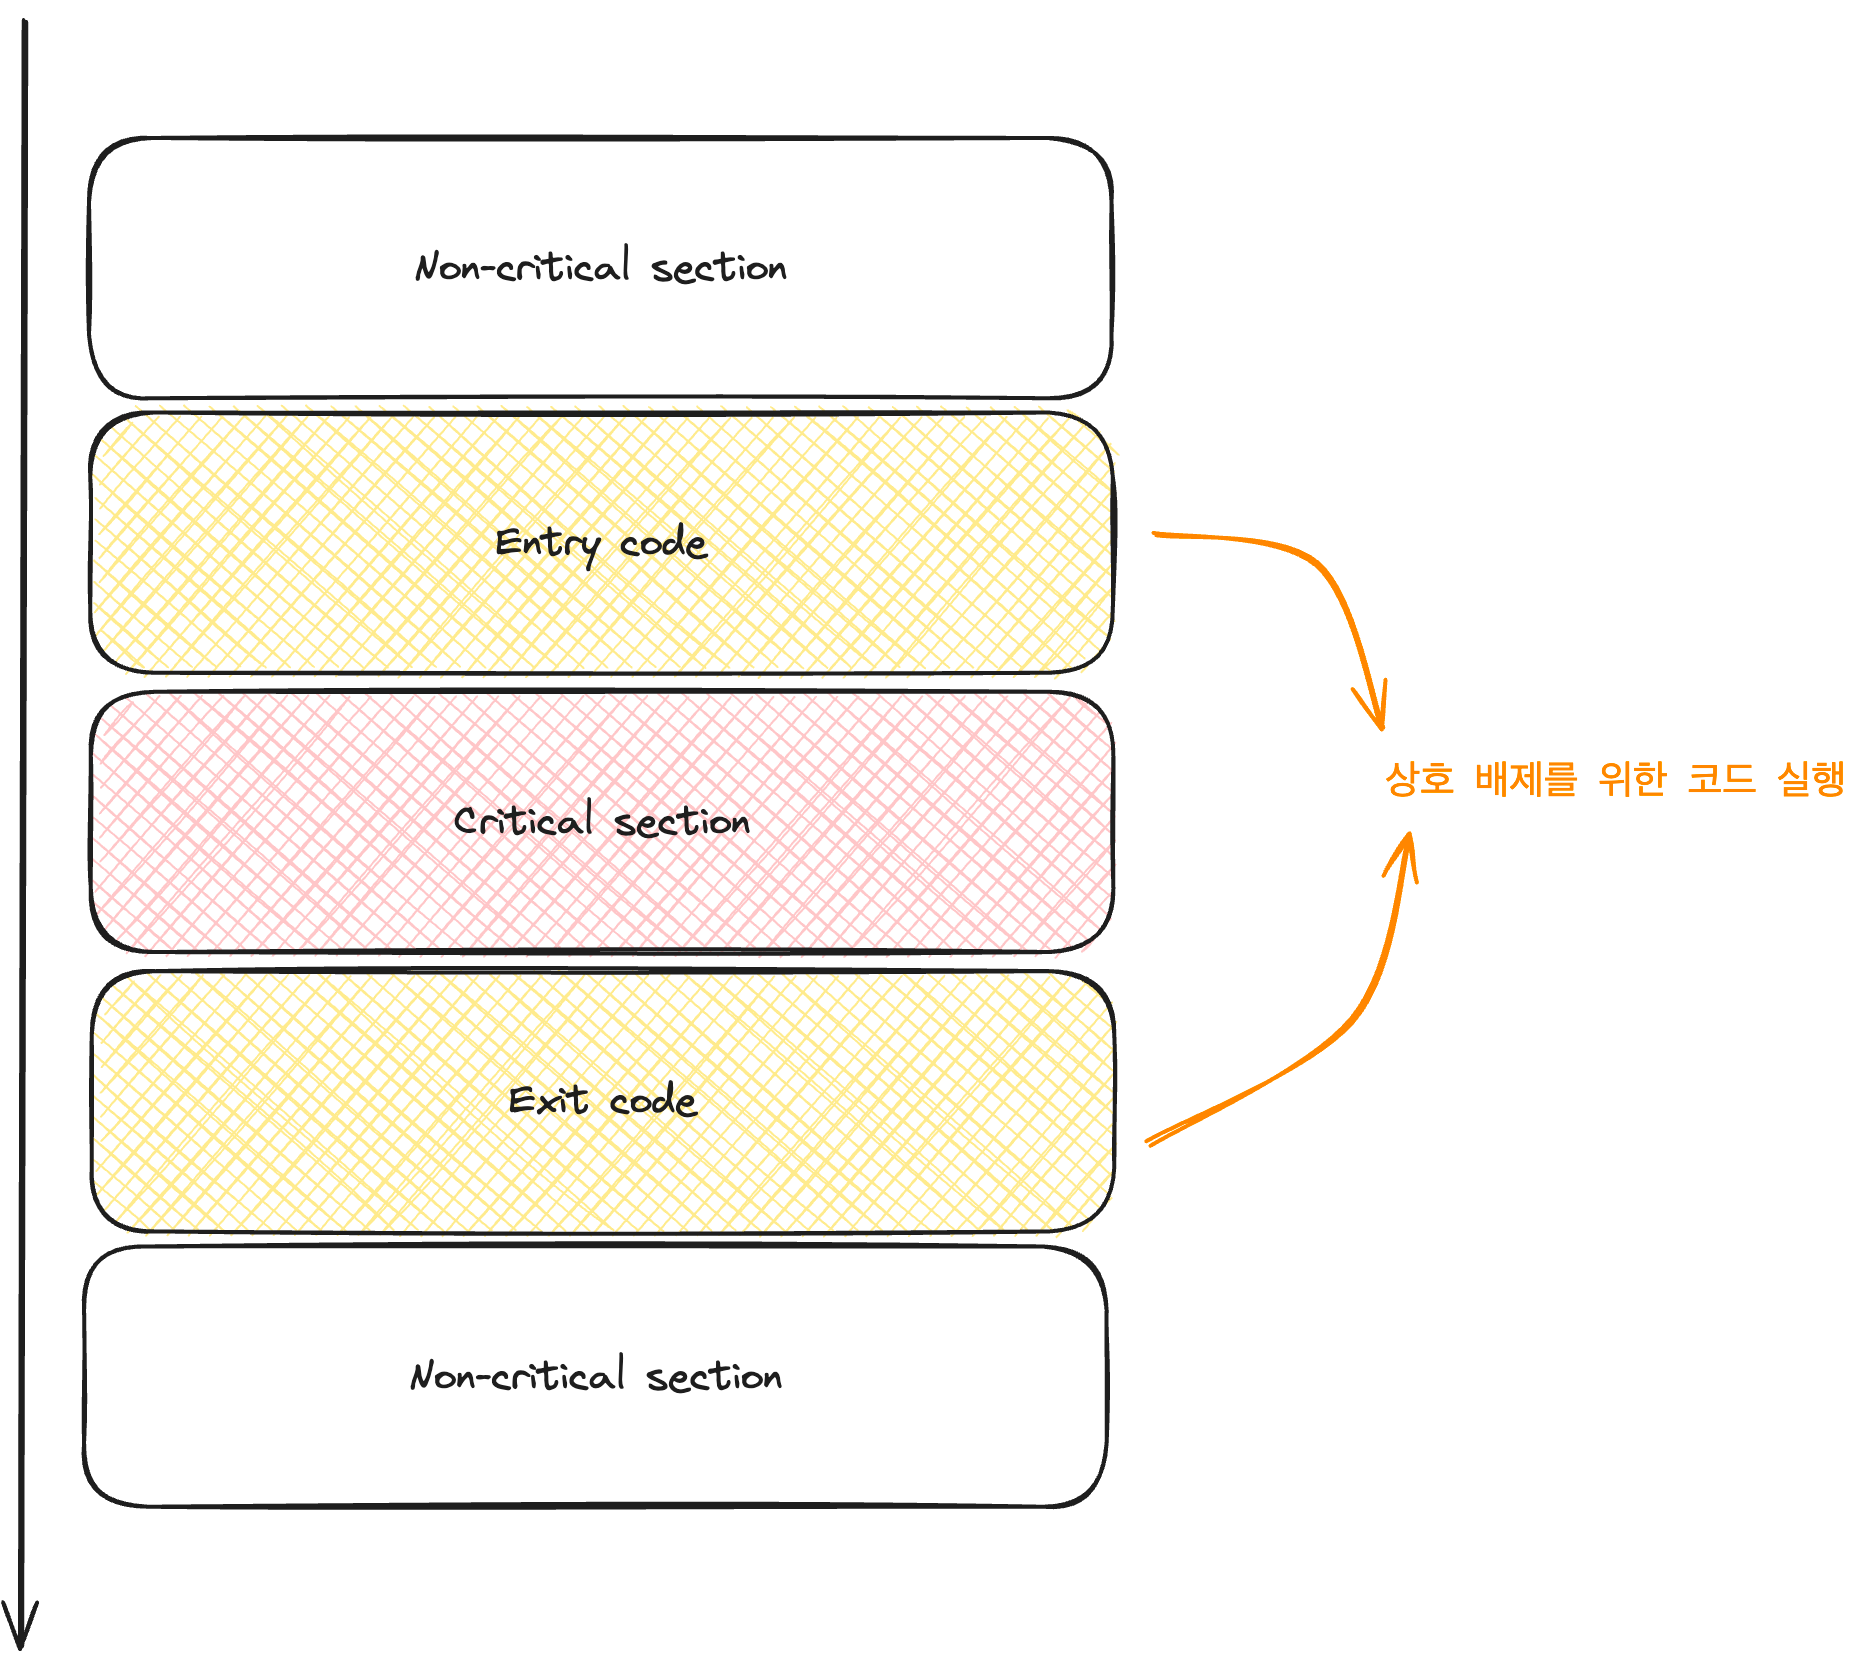 Non-critical section
Entry code
상호 배제를 위한 코드 실행
Critical section
Exit code
Non-critical section